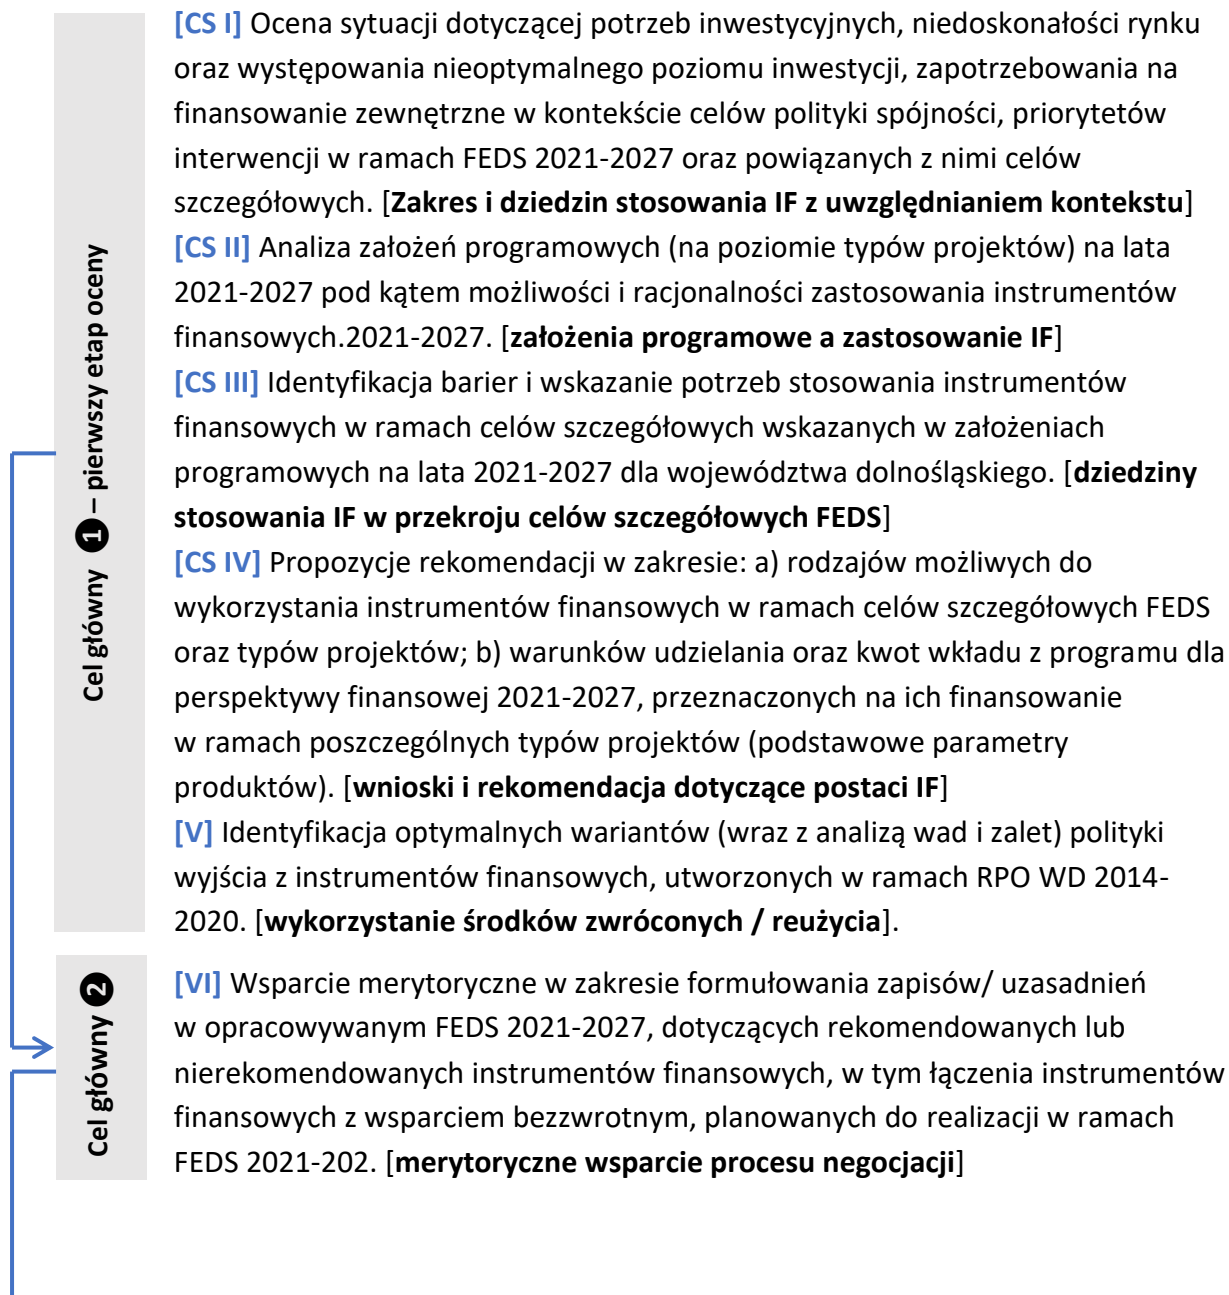 [CS I] Ocena sytuacji dotyczącej potrzeb inwestycyjnych, niedoskonałości rynku
oraz występowania nieoptymalnego poziomu inwestycji, zapotrzebowania na
finansowanie zewnętrzne w kontekście celów polityki spójności, priorytetów
interwencji w ramach FEDS 2021-2027 oraz powiązanych z nimi celów
szczegółowych. [Zakres i dziedzin stosowania IF z uwzględnianiem kontekstu]
[CS II] Analiza założeń programowych (na poziomie typów projektów) na lata
2021-2027 pod kątem możliwości i racjonalności zastosowania instrumentów
finansowych.2021-2027. [założenia programowe a zastosowanie IF]
[CS III] Identyfikacja barier i wskazanie potrzeb stosowania instrumentów
finansowych w ramach celów szczegółowych wskazanych w założeniach
programowych na lata 2021-2027 dla województwa dolnośląskiego. [dziedziny
stosowania IF w przekroju celów szczegółowych FEDS]
[CS IV] Propozycje rekomendacji w zakresie: a) rodzajów możliwych do
wykorzystania instrumentów finansowych w ramach celów szczegółowych FEDS
oraz typów projektów; b) warunków udzielania oraz kwot wkładu z programu dla
perspektywy finansowej 2021-2027, przeznaczonych na ich finansowanie
w ramach poszczególnych typów projektów (podstawowe parametry
produktów). [wnioski i rekomendacja dotyczące postaci IF]
[V] Identyfikacja optymalnych wariantów (wraz z analizą wad i zalet) polityki
wyjścia z instrumentów finansowych, utworzonych w ramach RPO WD 2014-
2020. [wykorzystanie środków zwróconych / reużycia].
Cel główny ❶ – pierwszy etap oceny
[VI] Wsparcie merytoryczne w zakresie formułowania zapisów/ uzasadnień
w opracowywanym FEDS 2021-2027, dotyczących rekomendowanych lub
nierekomendowanych instrumentów finansowych, w tym łączenia instrumentów
finansowych z wsparciem bezzwrotnym, planowanych do realizacji w ramach
FEDS 2021-202. [merytoryczne wsparcie procesu negocjacji]
Cel główny ❷